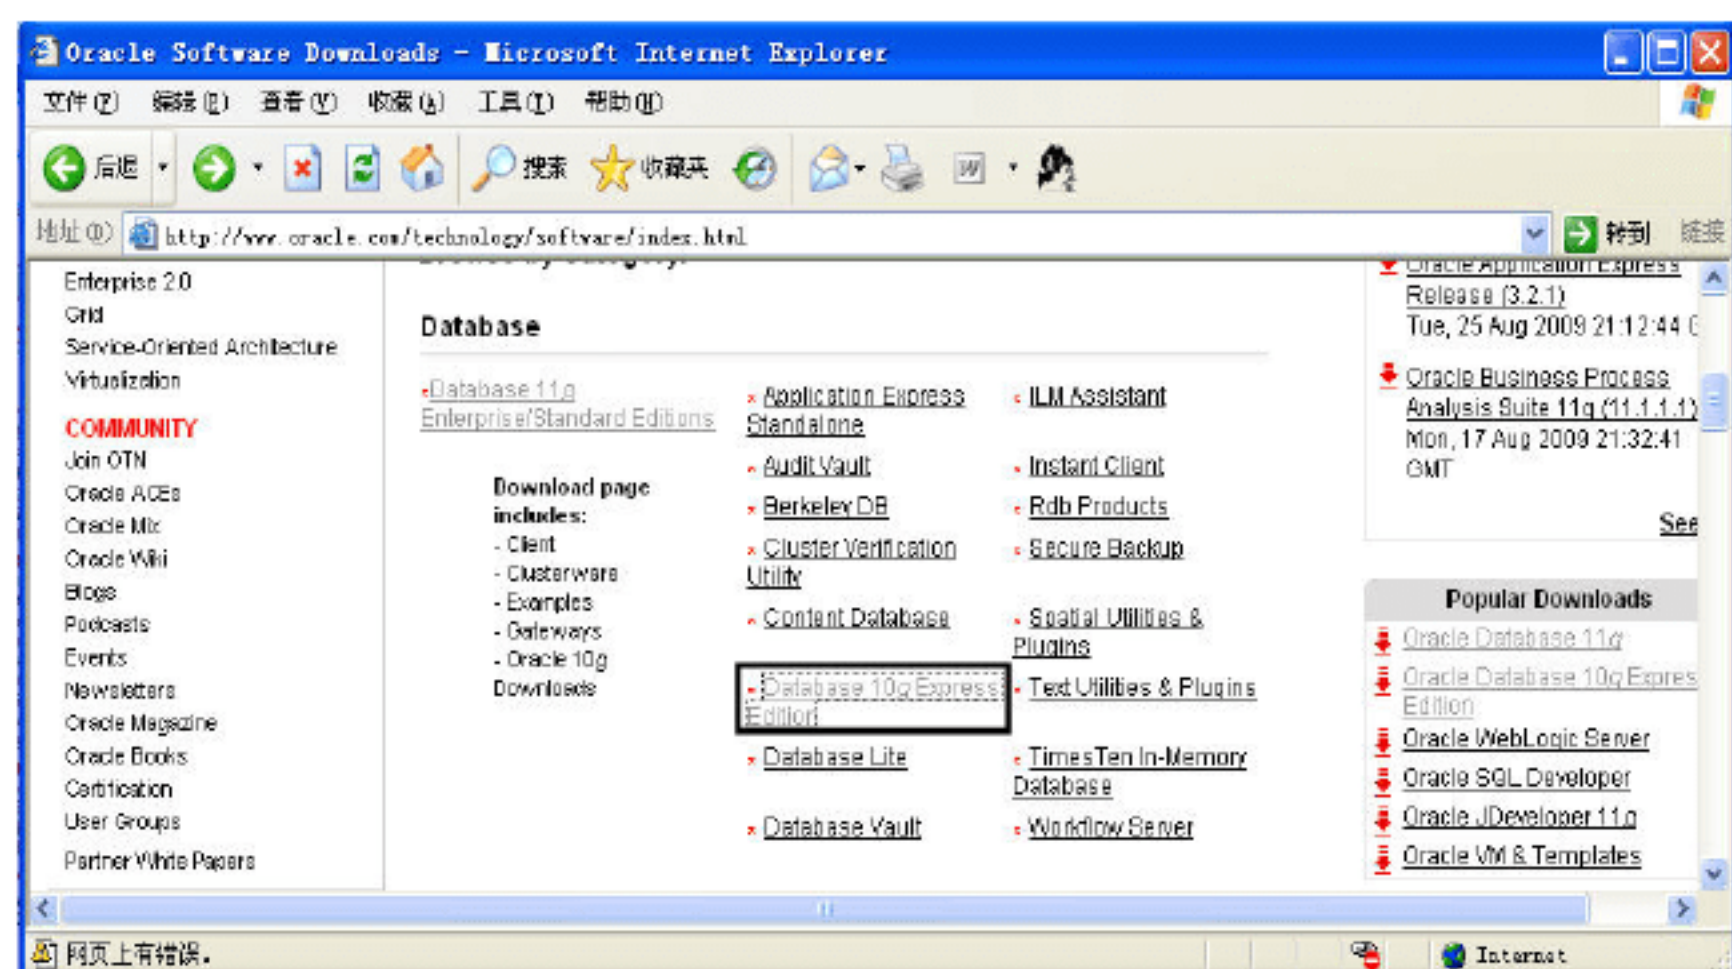 Oracle Software Downloads - Microsoft Internet Explorer
文件(F) 编辑(E) 查看(V) 收藏(A) 工具(T) 帮助(H)
后退 搜索 收藏夹
地址(D) http://www.oracle.com/technology/software/index.html 转到 链接
Enterprise 2.0
Grid
Service-Oriented Architecture
Virtualization
COMMUNITY
Join OTN
Oracle ACEs
Oracle Mix
Oracle Wiki
Blogs
Podcasts
Events
Newsletters
Oracle Magazine
Oracle Books
Certification
User Groups
Partner White Papers
Database
Database 11g
Enterprise/Standard Editions
Download page
includes:
- Client
- Clusterware
- Examples
- Gateways
- Oracle 10g
Downloads
Application Express
Standalone
Audit Vault
Berkeley DB
Cluster Verification
Utility
Content Database
Database 10g Express
Edition
Database Lite
Database Vault
ILM Assistant
Instant Client
Rdb Products
Secure Backup
Spatial Utilities &
Plugins
Text Utilities & Plugins
TimesTen In-Memory
Database
Workflow Server
Oracle Application Express
Release (3.2.1)
Tue, 25 Aug 2009 21:12:44 G
Oracle Business Process
Analysis Suite 11g (11.1.1.1)
Mon, 17 Aug 2009 21:32:41
GMT
See
Popular Downloads
Oracle Database 11g
Oracle Database 10g Expres
Edition
Oracle WebLogic Server
Oracle SQL Developer
Oracle JDeveloper 11g
Oracle VM & Templates
网页上有错误。 Internet